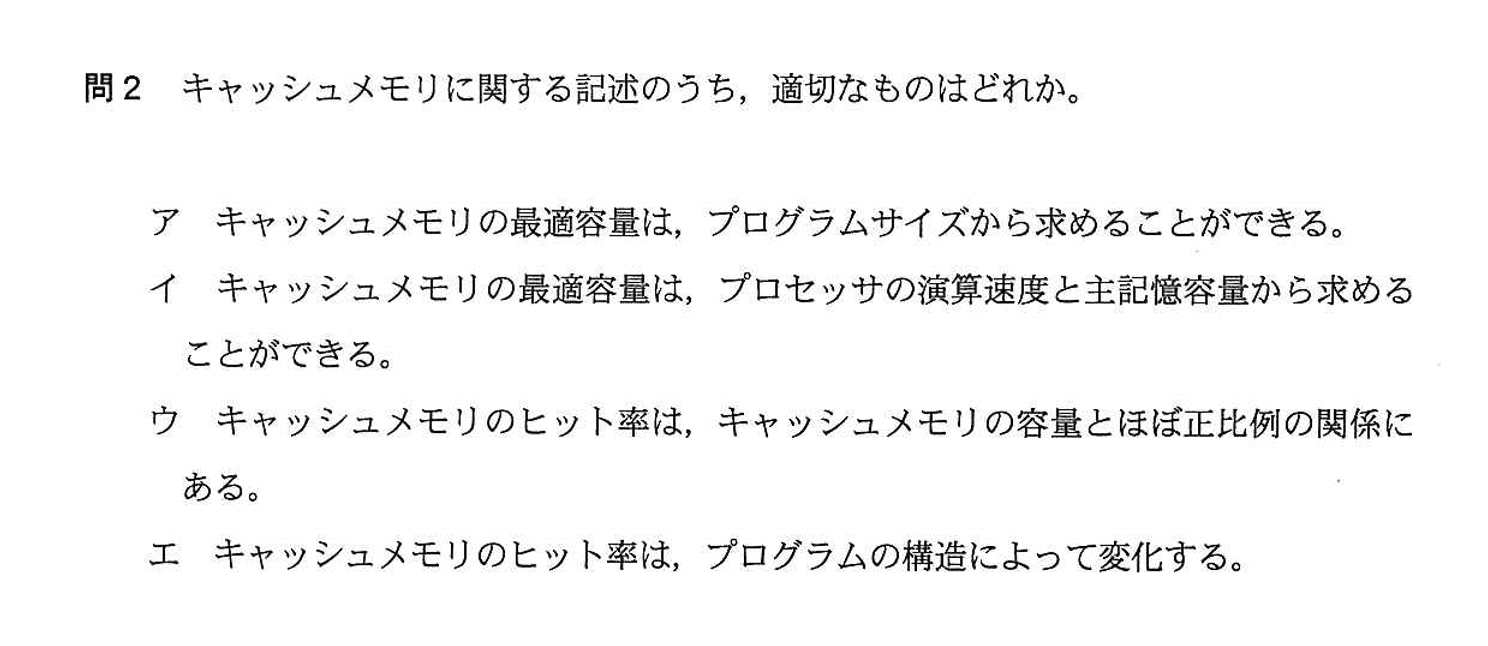 問2 キャッシュメモリに関する記述のうち，適切なものはどれか。
ア キャッシュメモリの最適容量は，プログラムサイズから求めることができる。
イ キャッシュメモリの最適容量は，プロセッサの演算速度と主記憶容量から求める
ことができる。
ウ キャッシュメモリのヒット率は，キャッシュメモリの容量とほぼ正比例の関係に
ある。
エ キャッシュメモリのヒット率は，プログラムの構造によって変化する。